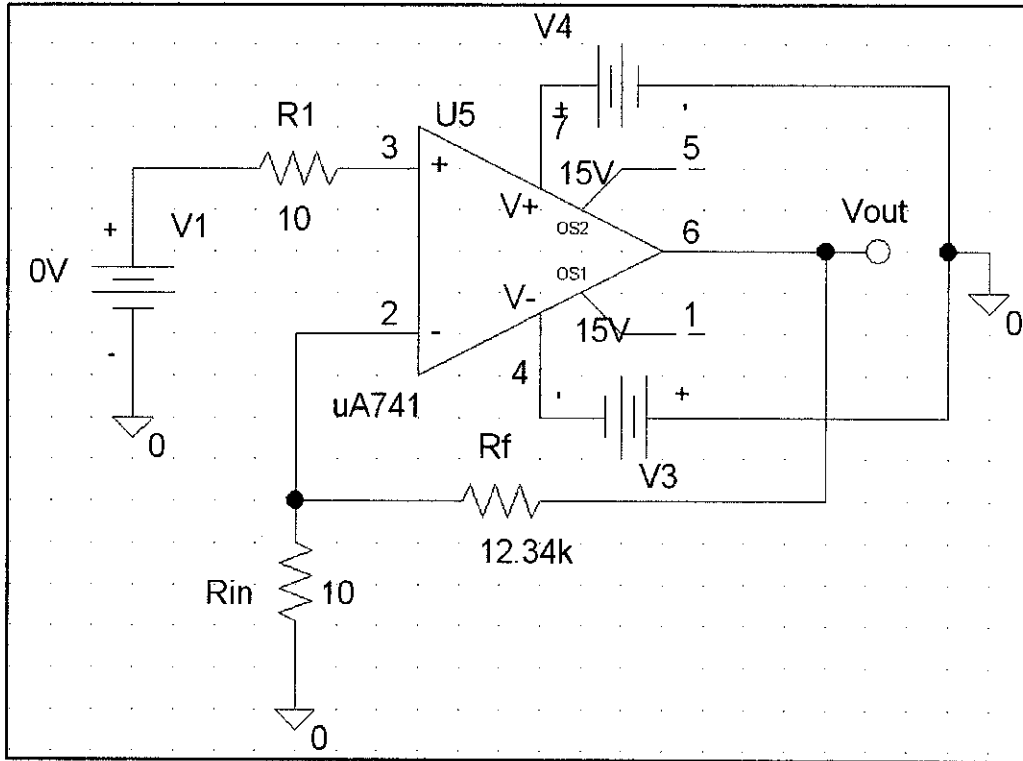 V4
R1
U5
3
+
7
5
15V
+
10
V+
OS2
6
Vout
+
V1
0V
OS1
V-
2
-
15V
1
0
-
4
-
+
uA741
0
Rf
V3
12.34k
Rin
10
0